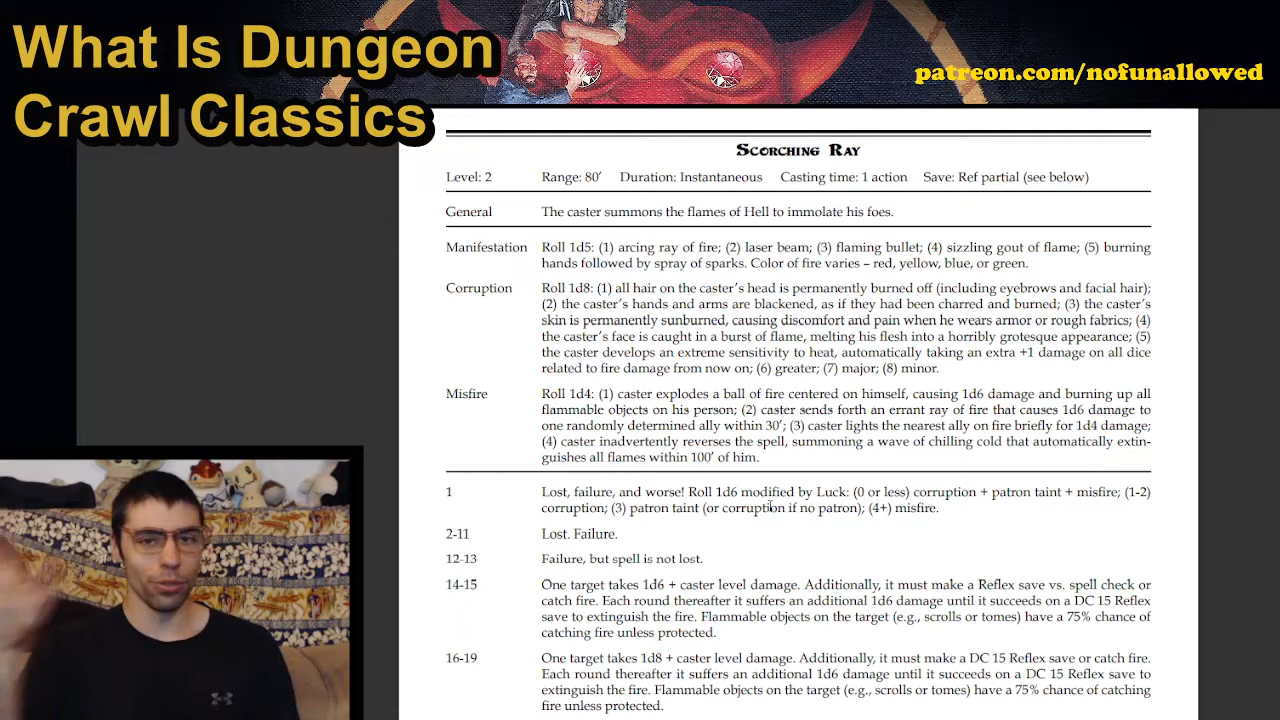 What Is Dungeon
Crawl Classics
patreon.com/nofunallowed
Scorching Ray
Level: 2 Range: 80' Duration: Instantaneous Casting time: 1 action Save: Ref partial (see below)
General The caster summons the flames of Hell to immolate his foes.
Manifestation Roll 1d5: (1) arcing ray of fire; (2) laser beam; (3) flaming bullet; (4) sizzling gout of flame; (5) burning
hands followed by spray of sparks. Color of fire varies – red, yellow, blue, or green.
Corruption Roll 1d8: (1) all hair on the caster's head is permanently burned off (including eyebrows and facial hair);
(2) the caster's hands and arms are blackened, as if they had been charred and burned; (3) the caster's
skin is permanently sunburned, causing discomfort and pain when he wears armor or rough fabrics; (4)
the caster's face is caught in a burst of flame, melting his flesh into a horribly grotesque appearance; (5)
the caster develops an extreme sensitivity to heat, automatically taking an extra +1 damage on all dice
related to fire damage from now on; (6) greater; (7) major; (8) minor.
Misfire Roll 1d4: (1) caster explodes a ball of fire centered on himself, causing 1d6 damage and burning up all
flammable objects on his person; (2) caster sends forth an errant ray of fire that causes 1d6 damage to
one randomly determined ally within 30'; (3) caster lights the nearest ally on fire briefly for 1d4 damage;
(4) caster inadvertently reverses the spell, summoning a wave of chilling cold that automatically extin-
guishes all flames within 100' of him.
1 Lost, failure, and worse! Roll 1d6 modified by Luck: (0 or less) corruption + patron taint + misfire; (1-2)
corruption; (3) patron taint (or corruption if no patron); (4+) misfire.
2-11 Lost. Failure.
12-13 Failure, but spell is not lost.
14-15 One target takes 1d6 + caster level damage. Additionally, it must make a Reflex save vs. spell check or
catch fire. Each round thereafter it suffers an additional 1d6 damage until it succeeds on a DC 15 Reflex
save to extinguish the fire. Flammable objects on the target (e.g., scrolls or tomes) have a 75% chance of
catching fire unless protected.
16-19 One target takes 1d8 + caster level damage. Additionally, it must make a DC 15 Reflex save or catch fire.
Each round thereafter it suffers an additional 1d6 damage until it succeeds on a DC 15 Reflex save to
extinguish the fire. Flammable objects on the target (e.g., scrolls or tomes) have a 75% chance of catching
fire unless protected.